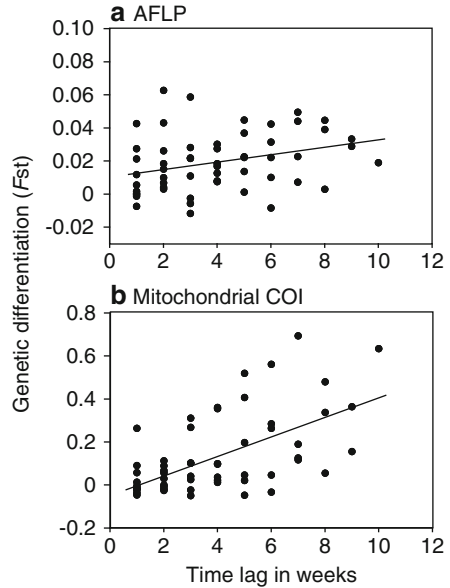 a AFLP
0.10
0.08
0.06
0.04
0.02
0
-0.02
0 2 4 6 8 10 12
Genetic differentiation (Fst)
b Mitochondrial COI
0.8
0.6
0.4
0.2
0
-0.2
0 2 4 6 8 10 12
Time lag in weeks